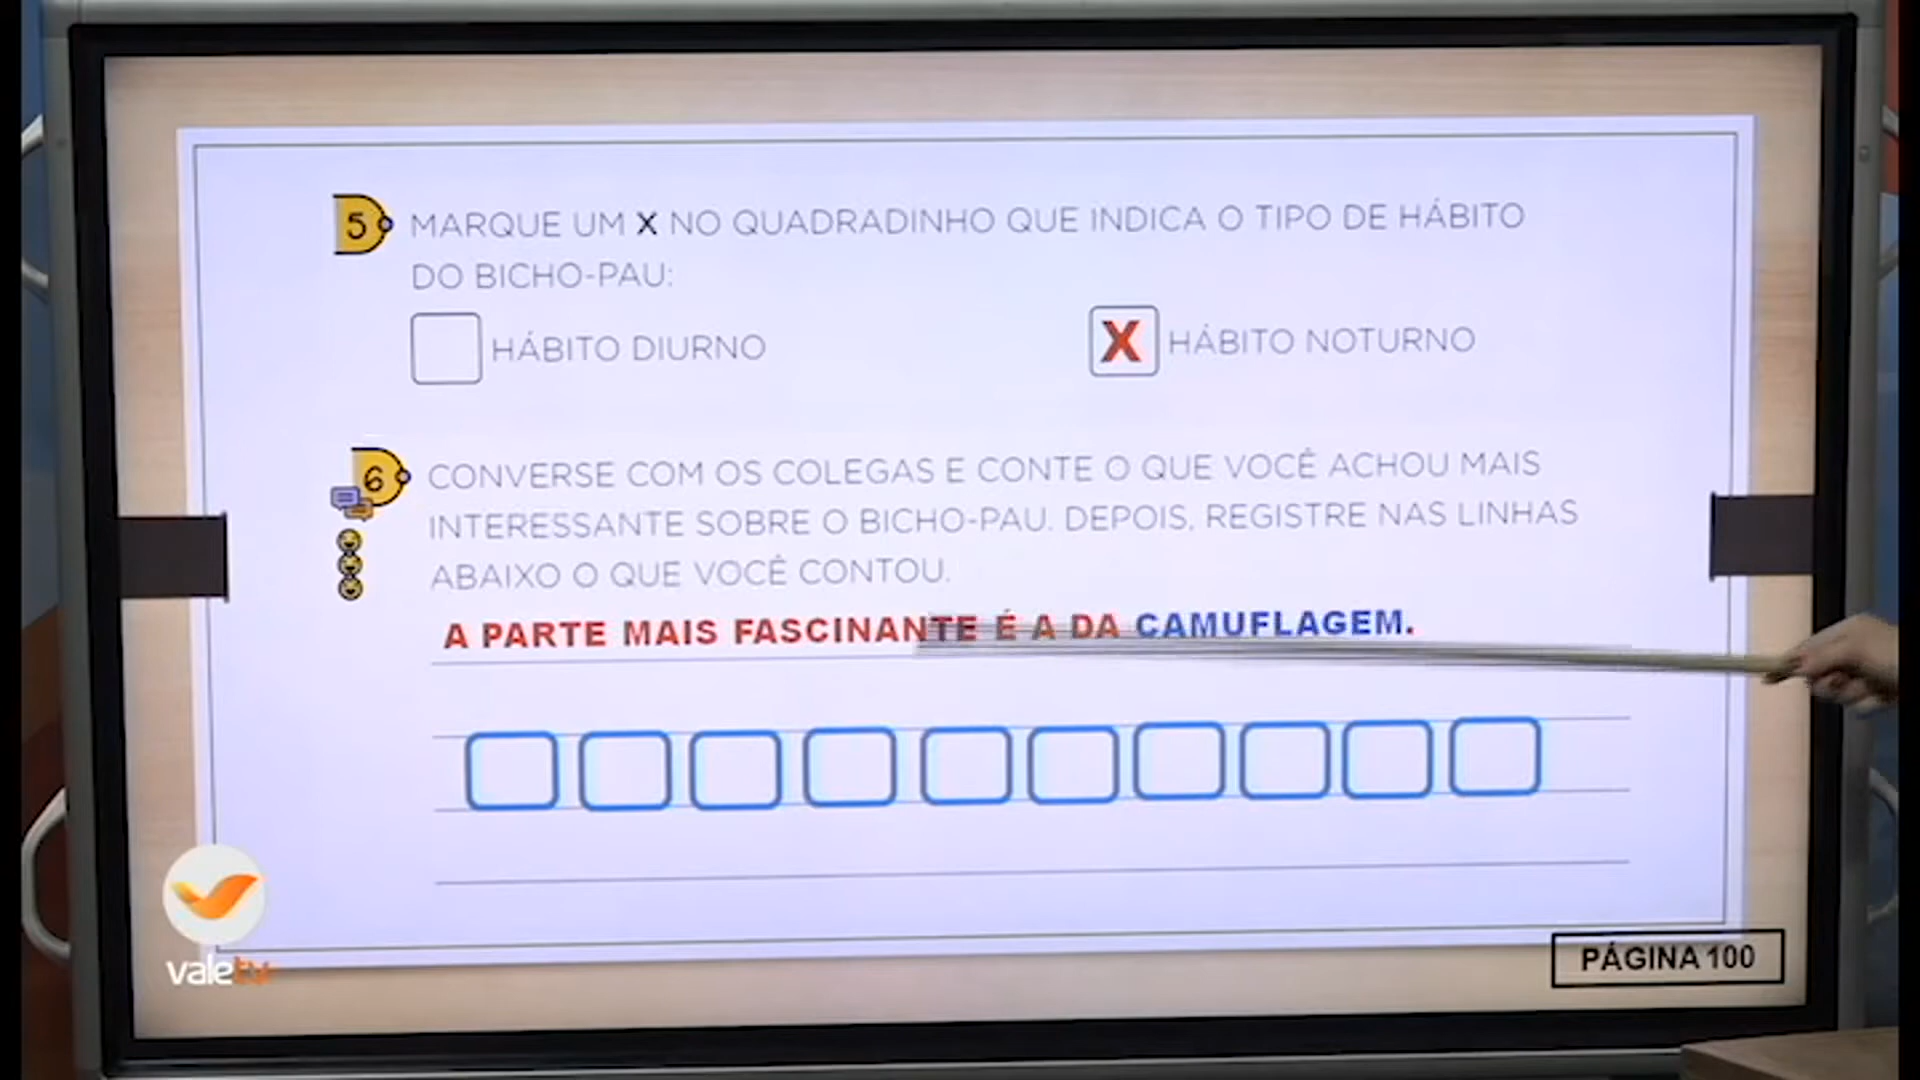 5 MARQUE UM X NO QUADRADINHO QUE INDICA O TIPO DE HÁBITO
DO BICHO-PAU:
HÁBITO DIURNO X HÁBITO NOTURNO
6 CONVERSE COM OS COLEGAS E CONTE O QUE VOCÊ ACHOU MAIS
INTERESSANTE SOBRE O BICHO-PAU. DEPOIS, REGISTRE NAS LINHAS
ABAIXO O QUE VOCÊ CONTOU.
A PARTE MAIS FASCINANTE É A DA CAMUFLAGEM.
valetv
PÁGINA 100